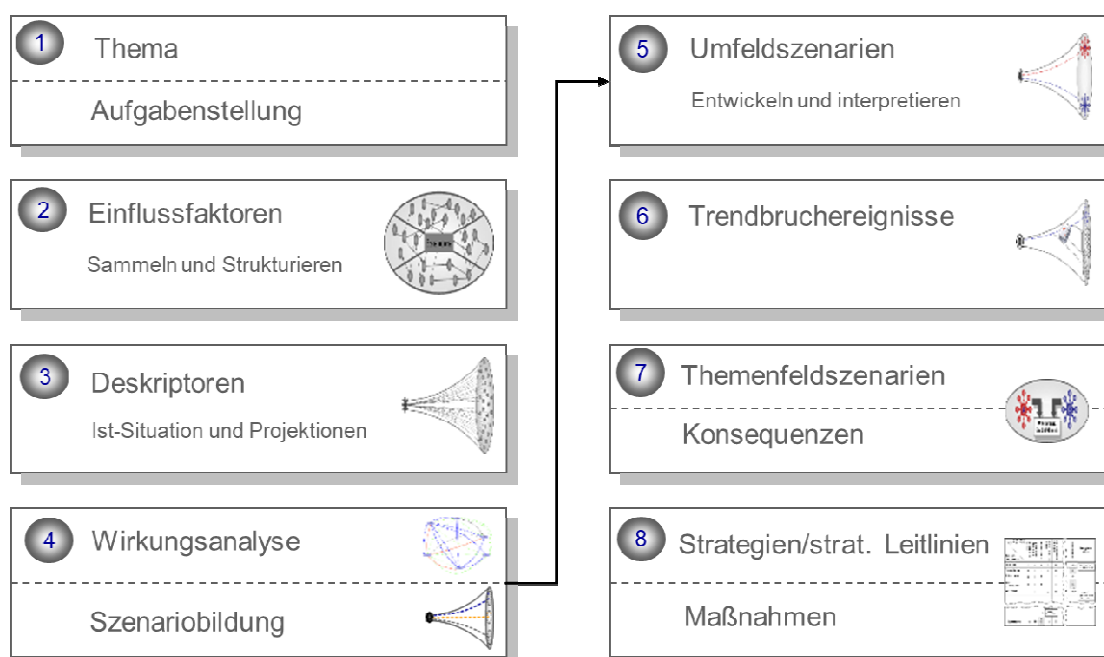 1
Thema
Aufgabenstellung
2
Einflussfaktoren
Sammeln und Strukturieren
3
Deskriptoren
Ist-Situation und Projektionen
4
Wirkungsanalyse
Szenariobildung
5
Umfeldszenarien
Entwickeln und interpretieren
6
Trendbruchereignisse
7
Themenfeldszenarien
Konsequenzen
8
Strategien/strat. Leitlinien
Maßnahmen